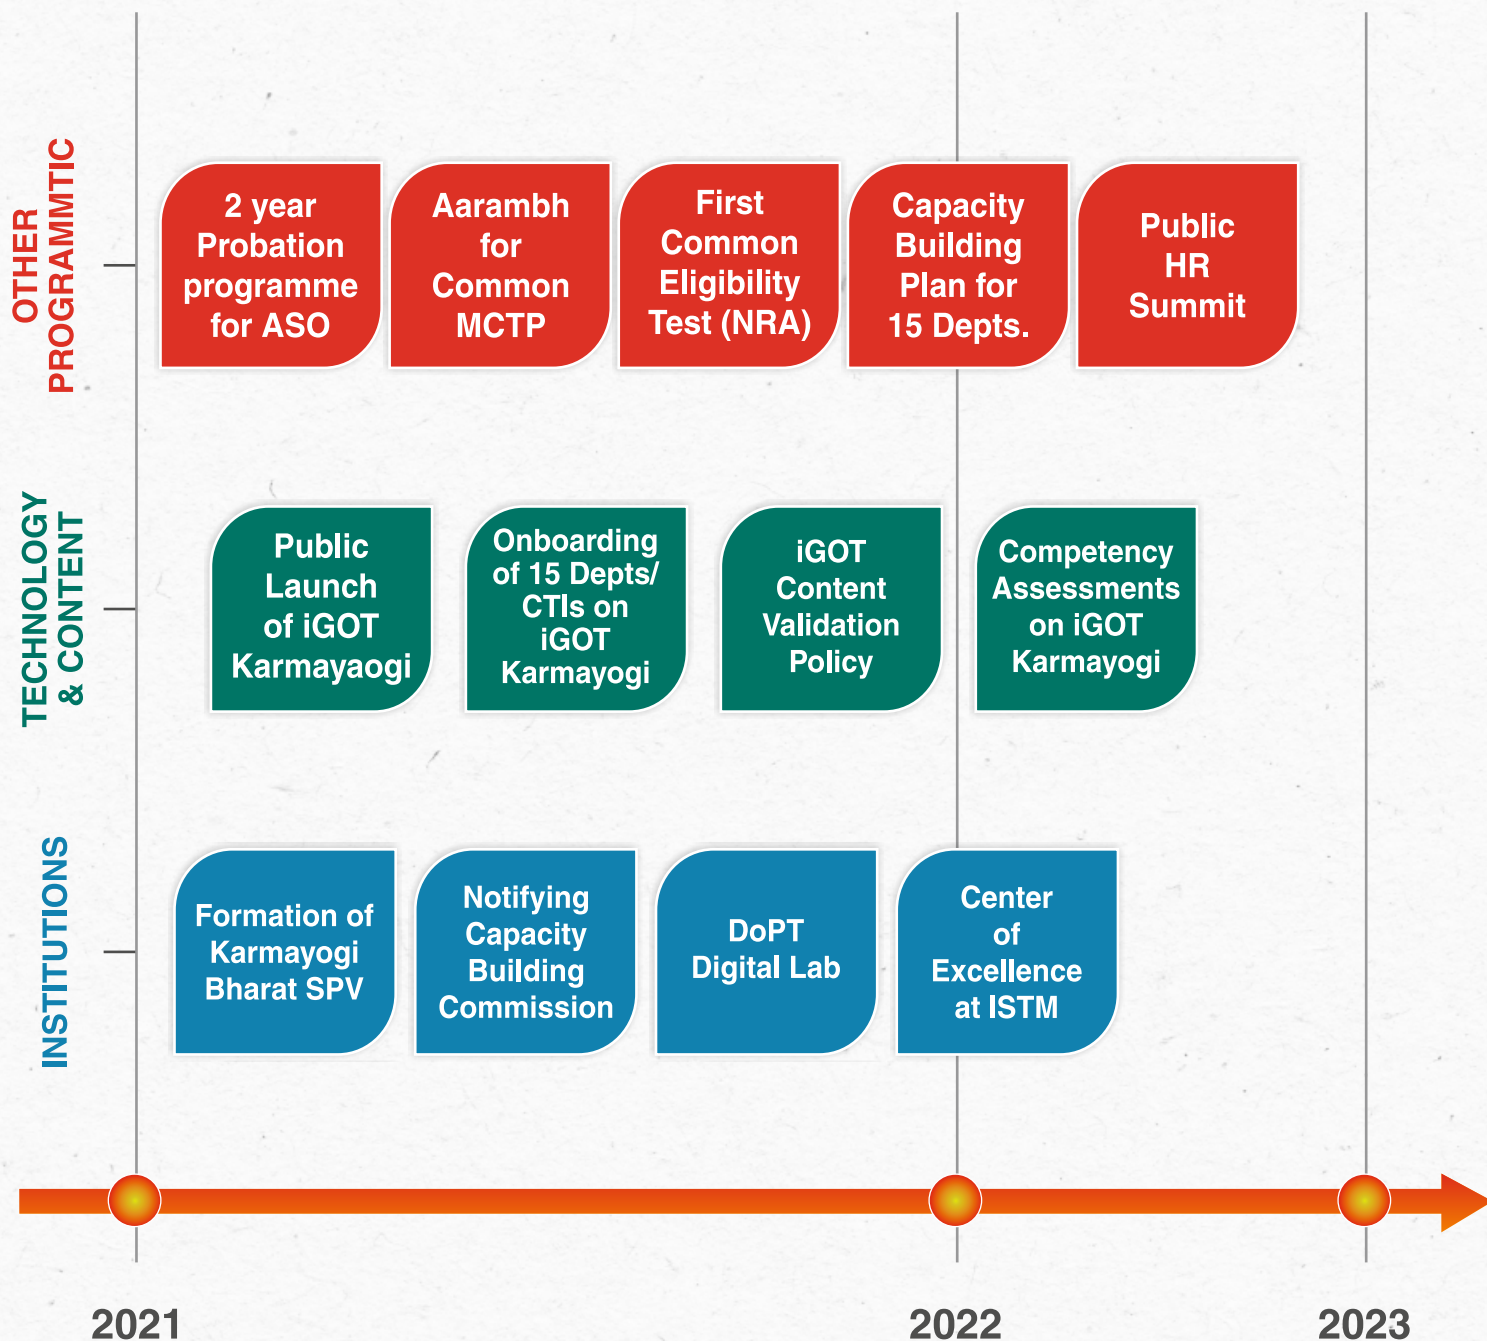 OTHER
PROGRAMMTIC
2 year
Probation
programme
for ASO
Aarambh
for
Common
MCTP
First
Common
Eligibility
Test (NRA)
Capacity
Building
Plan for
15 Depts.
Public
HR
Summit
TECHNOLOGY
& CONTENT
Public
Launch
of iGOT
Karmayaogi
Onboarding
of 15 Depts/
CTIs on
iGOT
Karmayogi
iGOT
Content
Validation
Policy
Competency
Assessments
on iGOT
Karmayogi
INSTITUTIONS
Formation of
Karmayogi
Bharat SPV
Notifying
Capacity
Building
Commission
DoPT
Digital Lab
Center
of
Excellence
at ISTM
2021
2022
2023